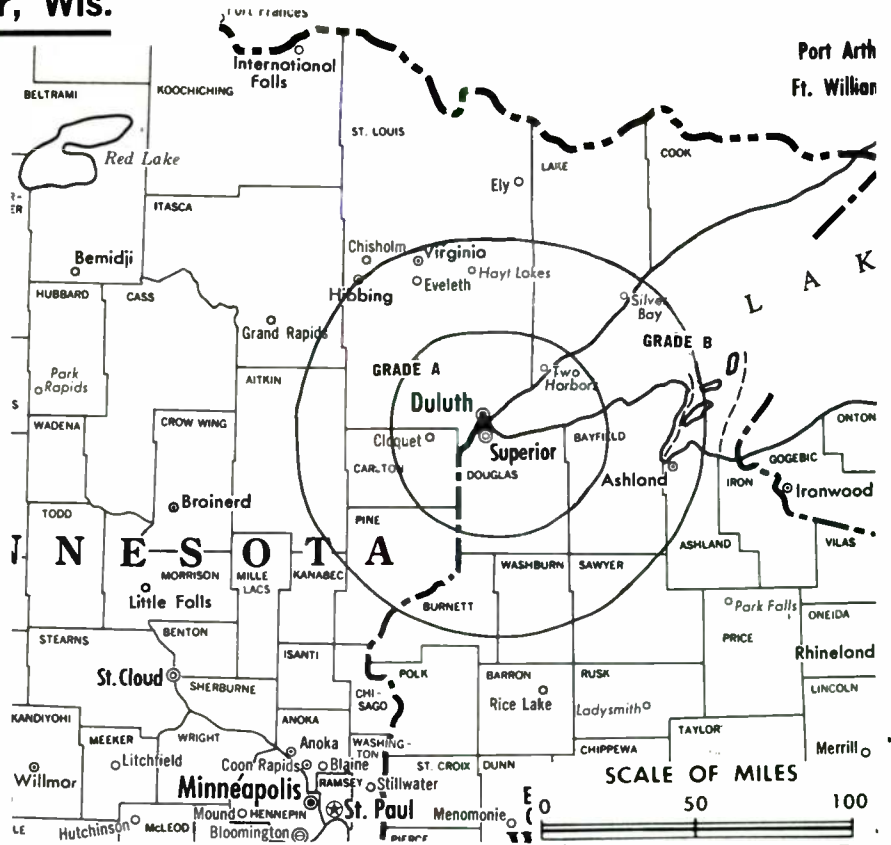 r, Wis.
Fort Frances
International
Falls
Port Arth
Ft. William
BELTRAMI
KOOCHICHING
ST. LOUIS
LAKE
COOK
Red Lake
Ely
ITASCA
Bemidji
Chisholm
Virginia
Hibbing
Eveleth
Hoyt Lakes
L A K
HUBBARD
CASS
Silver
Bay
Grand Rapids
GRADE B
GRADE A
Park
Rapids
AITKIN
Two
Harbors
Duluth
S
WADENA
CROW WING
Cloquet
Superior
BAYFIELD
ONTON
CARLTON
DOUGLAS
Ashland
IRON
GOGEBIC
Ironwood
Brainerd
TODD
PINE
NNESOTA
ASHLAND
VILAS
MORRISON
MILLE
LACS
KANABEC
WASHBURN
SAWYER
Little Falls
BURNETT
Park Falls
ONEIDA
STEARNS
BENTON
PRICE
ISANTI
Rhineland
St. Cloud
SHERBURNE
CHI-
SAGO
POLK
BARRON
RUSK
LINCOLN
Rice Lake
Ladysmith
KANDIYOHI
ANOKA
MEEKER
WRIGHT
Anoka
WASHING-
TON
TAYLOR
CHIPPEWA
Merrill
Litchfield
Coon Rapids
Blaine
ST. CROIX
DUNN
Willmar
RAMSEY
Stillwater
SCALE OF MILES
Minneapolis
0 50 100
Mound
HENNEPIN
St. Paul
Menomonie
LE
Hutchinson
McLEOD
Bloomington
PIERCE